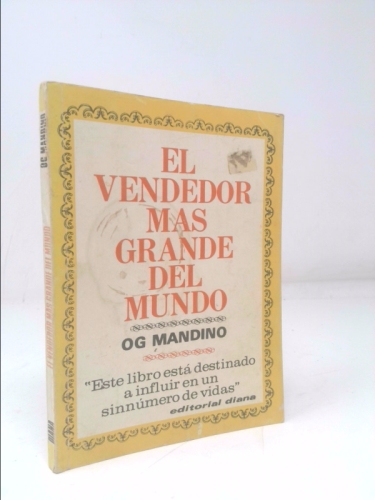 EL
VENDEDOR
MAS
GRANDE
DEL
MUNDO
OG MANDINO
"Este libro está destinado
a influir en un
sinnúmero de vidas"
editorial diana
OG MANDINO